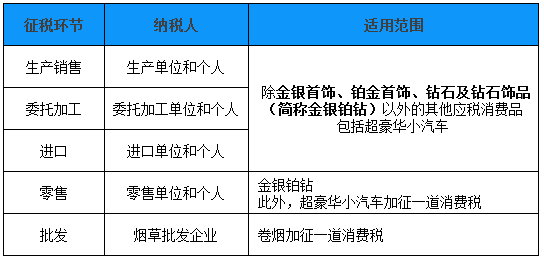 征税环节 纳税人 适用范围
生产销售 生产单位和个人
除金银首饰、铂金首饰、钻石及钻石饰品
委托加工 委托加工单位和个人
（简称金银铂钻）以外的其他应税消费品
包括超豪华小汽车
进口 进口单位和个人
零售 零售单位和个人
金银铂钻
此外，超豪华小汽车加征一道消费税
批发 烟草批发企业 卷烟加征一道消费税